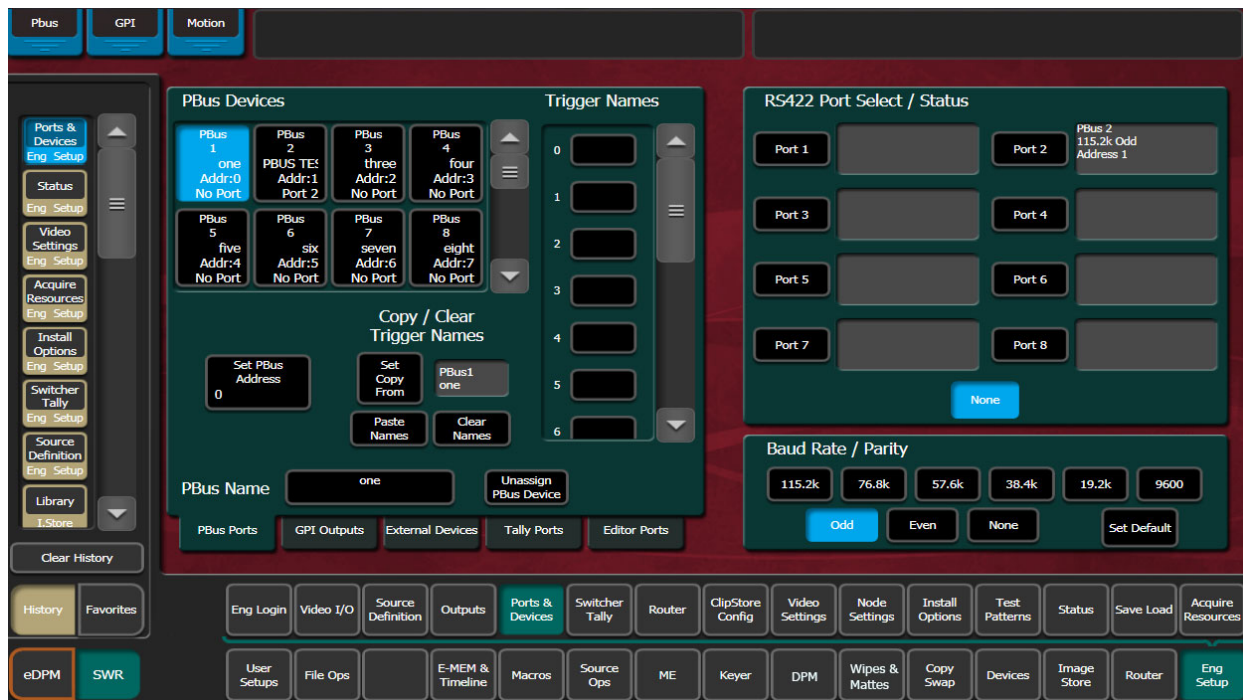 Pbus
GPI
Motion
Ports &
Devices
Eng Setup
Status
Eng Setup
Video
Settings
Eng Setup
Acquire
Resources
Eng Setup
Install
Options
Eng Setup
Switcher
Tally
Eng Setup
Source
Definition
Eng Setup
Library
I.Store
Clear History
History
Favorites
eDPM
SWR
PBus Devices
PBus
1
one
Addr:0
No Port
PBus
2
PBUS TES
Addr:1
Port 2
PBus
3
three
Addr:2
No Port
PBus
4
four
Addr:3
No Port
PBus
5
five
Addr:4
No Port
PBus
6
six
Addr:5
No Port
PBus
7
seven
Addr:6
No Port
PBus
8
eight
Addr:7
No Port
Copy / Clear
Trigger Names
Set PBus
Address
0
Set
Copy
From
PBus1
one
Paste
Names
Clear
Names
PBus Name
one
Unassign
PBus Device
Trigger Names
0
1
2
3
4
5
6
PBus Ports
GPI Outputs
External Devices
Tally Ports
Editor Ports
RS422 Port Select / Status
Port 1
Port 2
PBus 2
115.2k Odd
Address 1
Port 3
Port 4
Port 5
Port 6
Port 7
Port 8
None
Baud Rate / Parity
115.2k
76.8k
57.6k
38.4k
19.2k
9600
Odd
Even
None
Set Default
Eng Login
Video I/O
Source
Definition
Outputs
Ports &
Devices
Switcher
Tally
Router
ClipStore
Config
Video
Settings
Node
Settings
Install
Options
Test
Patterns
Status
Save Load
Acquire
Resources
User
Setups
File Ops
E-MEM &
Timeline
Macros
Source
Ops
ME
Keyer
DPM
Wipes &
Mattes
Copy
Swap
Devices
Image
Store
Router
Eng
Setup